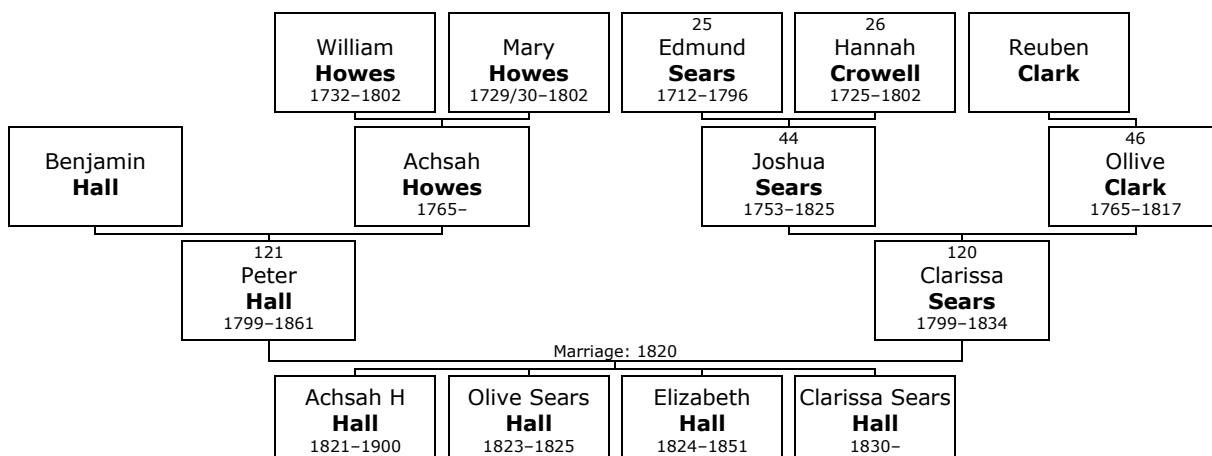 William
Howes
1732–1802
Mary
Howes
1729/30–1802
25
Edmund
Sears
1712–1796
26
Hannah
Crowell
1725–1802
Reuben
Clark
Benjamin
Hall
Achsah
Howes
1765–
44
Joshua
Sears
1753–1825
46
Ollive
Clark
1765–1817
121
Peter
Hall
1799–1861
120
Clarissa
Sears
1799–1834
Marriage: 1820
Achsah H
Hall
1821–1900
Olive Sears
Hall
1823–1825
Elizabeth
Hall
1824–1851
Clarissa Sears
Hall
1830–